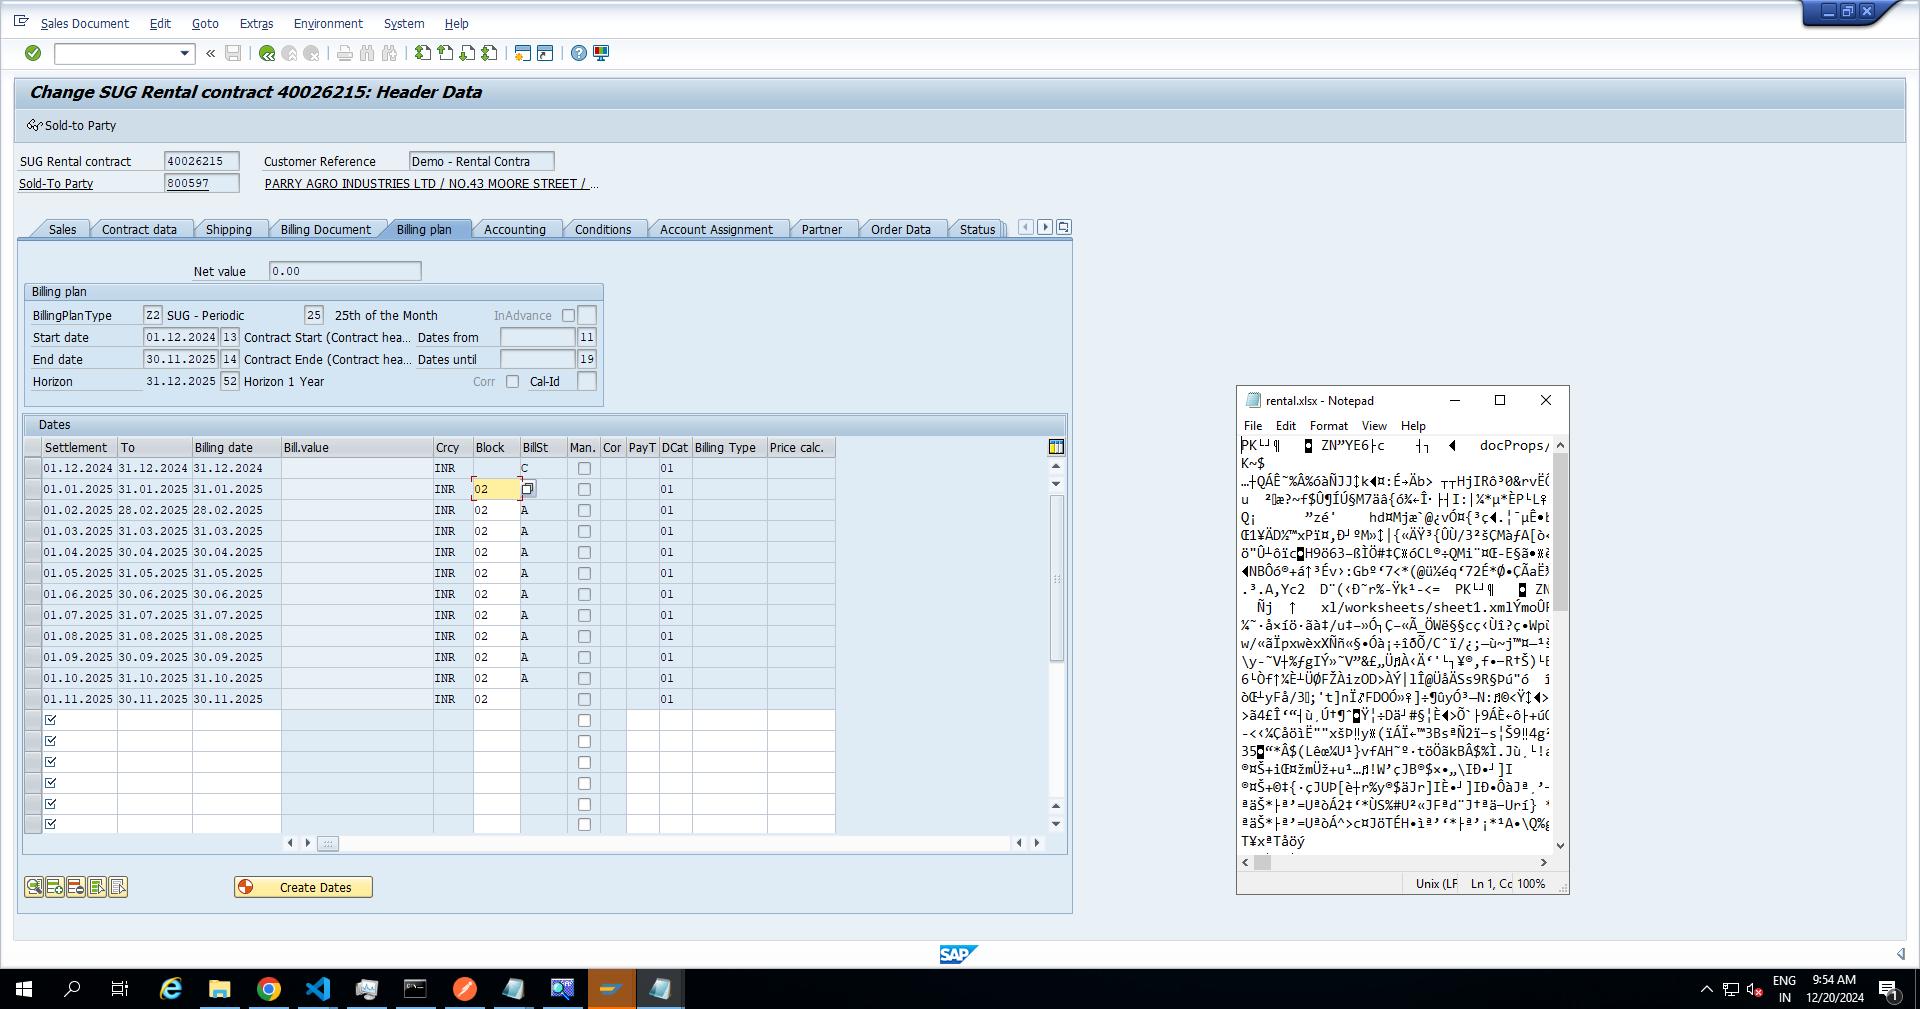 Sales Document Edit Goto Extras Environment System Help
Change SUG Rental contract 40026215: Header Data
Sold-to Party
SUG Rental contract 40026215 Customer Reference Demo - Rental Contra
Sold-To Party 800597 PARRY AGRO INDUSTRIES LTD / NO.43 MOORE STREET / ...
Sales Contract data Shipping Billing Document Billing plan Accounting Conditions Account Assignment Partner Order Data Status
Net value 0.00
Billing plan
BillingPlanType Z2 SUG - Periodic 25 25th of the Month InAdvance
Start date 01.12.2024 13 Contract Start (Contract hea... Dates from 11
End date 30.11.2025 14 Contract Ende (Contract hea... Dates until 19
Horizon 31.12.2025 52 Horizon 1 Year Corr Cal-Id
Dates
Settlement To Billing date Bill.value Crcy Block BillSt Man. Cor PayT DCat Billing Type Price calc.
01.12.2024 31.12.2024 31.12.2024 INR C 01
01.01.2025 31.01.2025 31.01.2025 INR 02 01
01.02.2025 28.02.2025 28.02.2025 INR 02 A 01
01.03.2025 31.03.2025 31.03.2025 INR 02 A 01
01.04.2025 30.04.2025 30.04.2025 INR 02 A 01
01.05.2025 31.05.2025 31.05.2025 INR 02 A 01
01.06.2025 30.06.2025 30.06.2025 INR 02 A 01
01.07.2025 31.07.2025 31.07.2025 INR 02 A 01
01.08.2025 31.08.2025 31.08.2025 INR 02 A 01
01.09.2025 30.09.2025 30.09.2025 INR 02 A 01
01.10.2025 31.10.2025 31.10.2025 INR 02 A 01
01.11.2025 30.11.2025 30.11.2025 INR 02 01
Create Dates
SAP
rental.xlsx - Notepad
File Edit Format View Help
docProps/
K~$
xl/worksheets/sheet1.xml
Unix (LF Ln 1, Cc 100%
ENG
IN
9:54 AM
12/20/2024
1